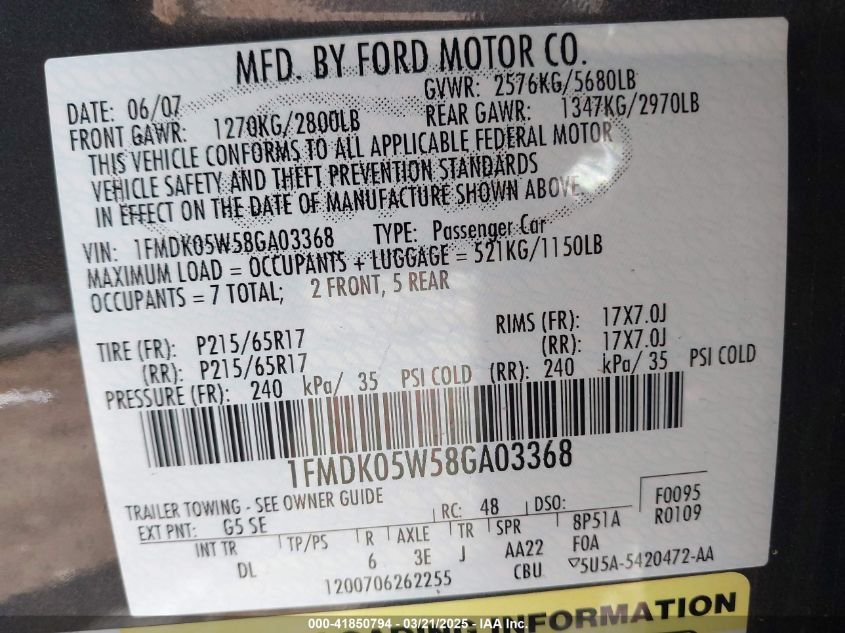 MFD. BY FORD MOTOR CO.
DATE: 06/07 GVWR: 2576KG/5680LB
FRONT GAWR: 1270KG/2800LB REAR GAWR: 1347KG/2970LB
THIS VEHICLE CONFORMS TO ALL APPLICABLE FEDERAL MOTOR
VEHICLE SAFETY AND THEFT PREVENTION STANDARDS
IN EFFECT ON THE DATE OF MANUFACTURE SHOWN ABOVE.
VIN: 1FMDK05W58GA03368 TYPE: Passenger Car
MAXIMUM LOAD = OCCUPANTS + LUGGAGE = 521KG/1150LB
OCCUPANTS = 7 TOTAL; 2 FRONT, 5 REAR
TIRE (FR): P215/65R17 RIMS (FR): 17X7.0J
(RR): P215/65R17 (RR): 17X7.0J
PRESSURE (FR): 240 kPa/ 35 PSI COLD (RR): 240 kPa/ 35 PSI COLD
1FMDK05W58GA03368
TRAILER TOWING - SEE OWNER GUIDE
EXT PNT: G5 SE RC: 48 DSO: F0095
R0109
INT TR TP/PS R AXLE TR SPR 8P51A
DL 6 3E J AA22 F0A
1200706262255 CBU ▽5U5A-5420472-AA
LOADING INFORMATION
000-41850794 - 03/21/2025 - IAA Inc.